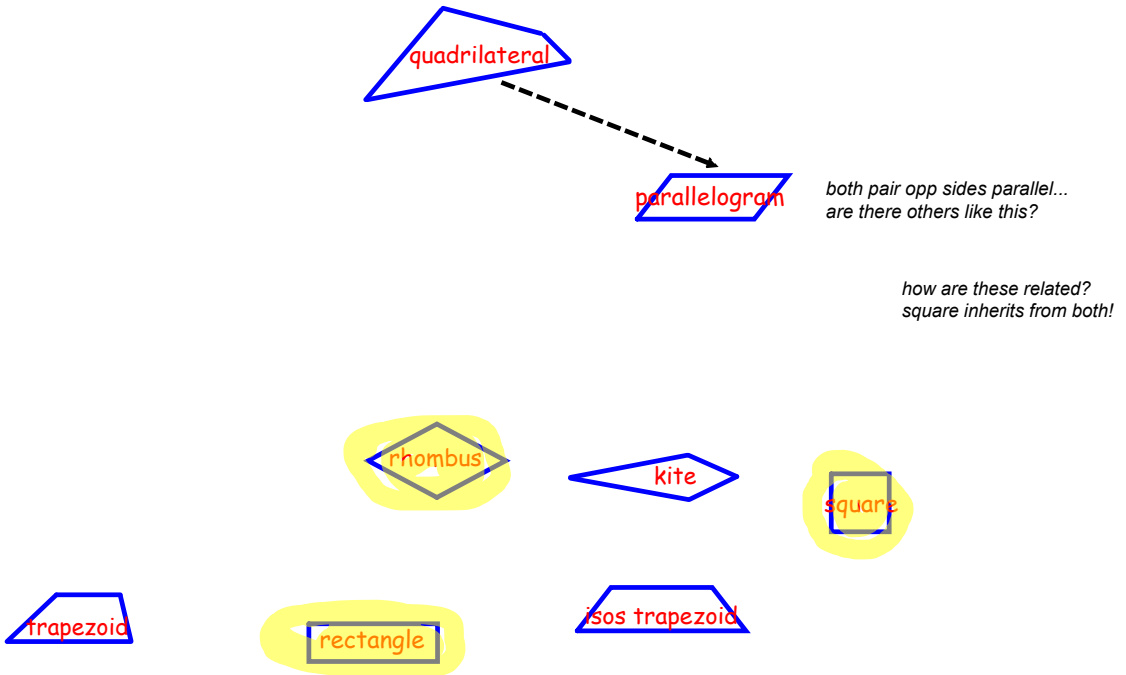 quadrilateral
parallelogram
both pair opp sides parallel...
are there others like this?
how are these related?
square inherits from both!
rhombus
kite
square
trapezoid
rectangle
isos trapezoid